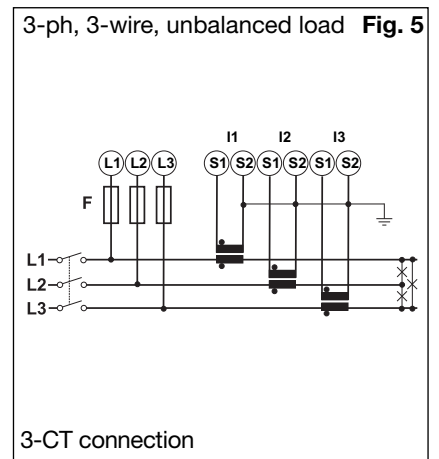 3-ph, 3-wire, unbalanced load Fig. 5
I1 I2 I3
L1 L2 L3 S1 S2 S1 S2 S1 S2
F
L1
L2
L3
3-CT connection